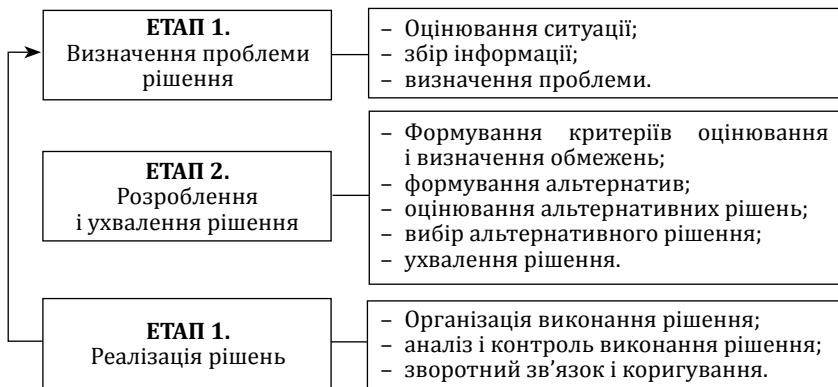 ЕТАП 1.
Визначення проблеми
рішення
– Оцінювання ситуації;
– збір інформації;
– визначення проблеми.
ЕТАП 2.
Розроблення
і ухвалення рішення
– Формування критеріїв оцінювання
і визначення обмежень;
– формування альтернатив;
– оцінювання альтернативних рішень;
– вибір альтернативного рішення;
– ухвалення рішення.
ЕТАП 1.
Реалізація рішень
– Організація виконання рішення;
– аналіз і контроль виконання рішення;
– зворотний зв'язок і коригування.